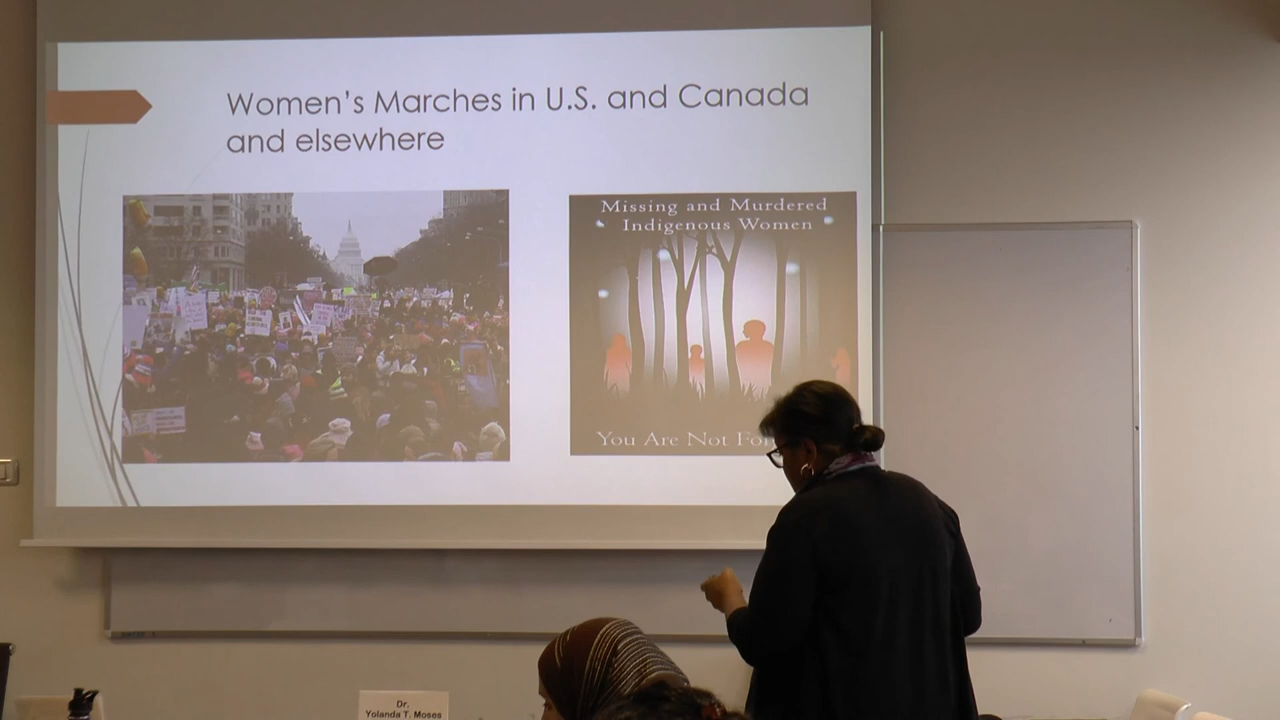 Women's Marches in U.S. and Canada
and elsewhere
Missing and Murdered
Indigenous Women
You Are Not
Dr.
Yolanda T. Moses